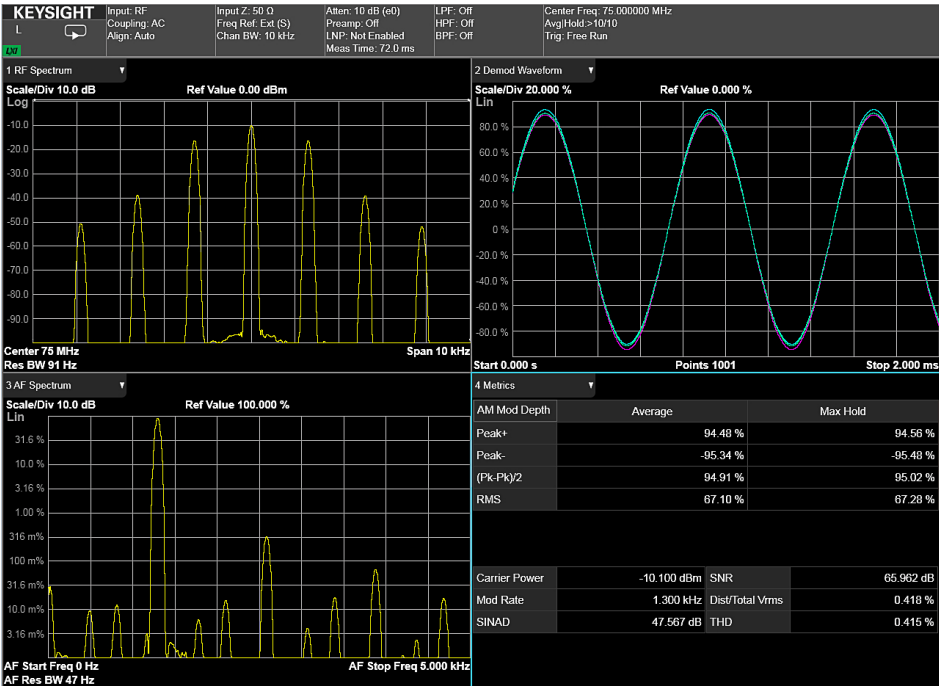 KEYSIGHT
L
LXI
Input: RF
Coupling: AC
Align: Auto
Input Z: 50 Ω
Freq Ref: Ext (S)
Chan BW: 10 kHz
Atten: 10 dB (e0)
Preamp: Off
LNP: Not Enabled
Meas Time: 72.0 ms
LPF: Off
HPF: Off
BPF: Off
Center Freq: 75.000000 MHz
Avg|Hold:>10/10
Trig: Free Run
1 RF Spectrum
Scale/Div 10.0 dB
Ref Value 0.00 dBm
Log
-10.0
-20.0
-30.0
-40.0
-50.0
-60.0
-70.0
-80.0
-90.0
Center 75 MHz
Span 10 kHz
Res BW 91 Hz
2 Demod Waveform
Scale/Div 20.000 %
Ref Value 0.000 %
Lin
80.0 %
60.0 %
40.0 %
20.0 %
0 %
-20.0 %
-40.0 %
-60.0 %
-80.0 %
Start 0.000 s
Points 1001
Stop 2.000 ms
3 AF Spectrum
Scale/Div 10.0 dB
Ref Value 100.000 %
Lin
31.6 %
10.0 %
3.16 %
1.00 %
316 m%
100 m%
31.6 m%
10.0 m%
3.16 m%
AF Start Freq 0 Hz
AF Stop Freq 5.000 kHz
AF Res BW 47 Hz
4 Metrics
AM Mod Depth Average Max Hold
Peak+ 94.48 % 94.56 %
Peak- -95.34 % -95.48 %
(Pk-Pk)/2 94.91 % 95.02 %
RMS 67.10 % 67.28 %
Carrier Power -10.100 dBm SNR 65.962 dB
Mod Rate 1.300 kHz Dist/Total Vrms 0.418 %
SINAD 47.567 dB THD 0.415 %